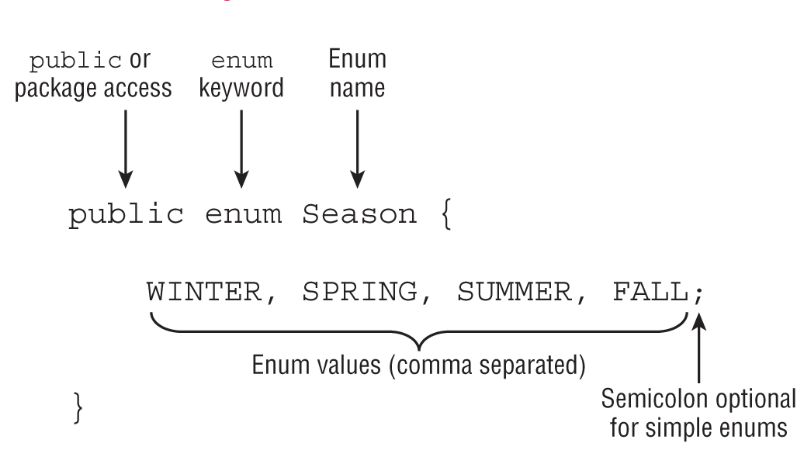 public or enum Enum
package access keyword name
public enum Season {
WINTER, SPRING, SUMMER, FALL;
Enum values (comma separated)
} Semicolon optional
for simple enums